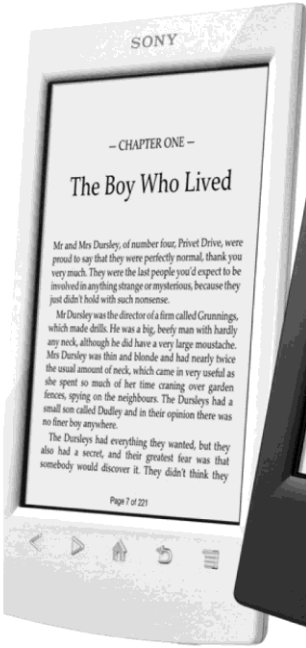 SONY
– CHAPTER ONE –
The Boy Who Lived
Mr and Mrs Dursley, of number four, Privet Drive, were
proud to say that they were perfectly normal, thank you
very much. They were the last people you'd expect to be
involved in anything strange or mysterious, because they
just didn't hold with such nonsense.
Mr Dursley was the director of a firm called Grunnings,
which made drills. He was a big, beefy man with hardly
any neck, although he did have a very large moustache.
Mrs Dursley was thin and blonde and had nearly twice
the usual amount of neck, which came in very useful as
she spent so much of her time craning over garden
fences, spying on the neighbours. The Dursleys had a
small son called Dudley and in their opinion there was
no finer boy anywhere.
The Dursleys had everything they wanted, but they
also had a secret, and their greatest fear was that
somebody would discover it. They didn't think they
Page 7 of 221